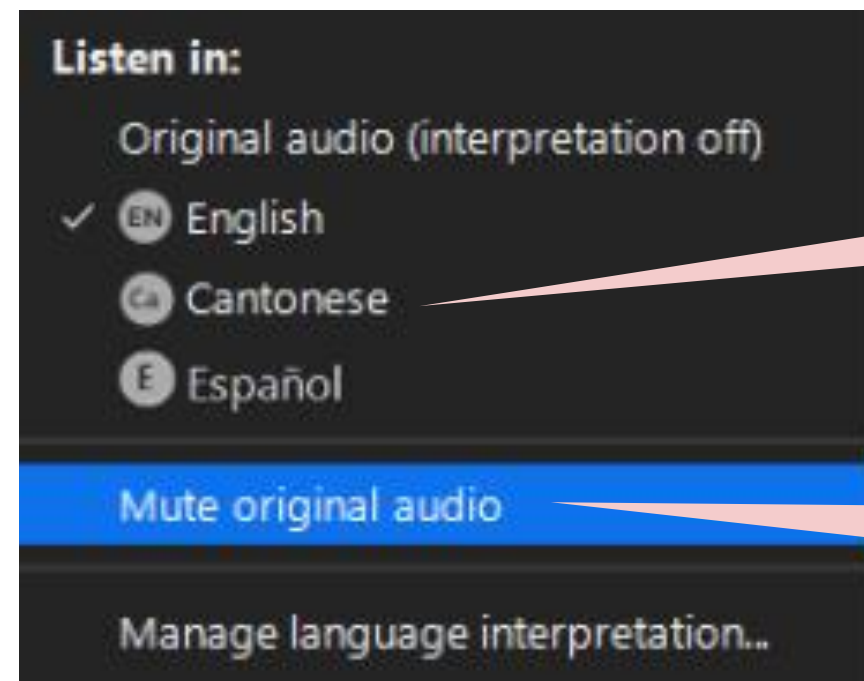 Listen in:
Original audio (interpretation off)
EN English
Ca Cantonese
E Español
Mute original audio
Manage language interpretation...